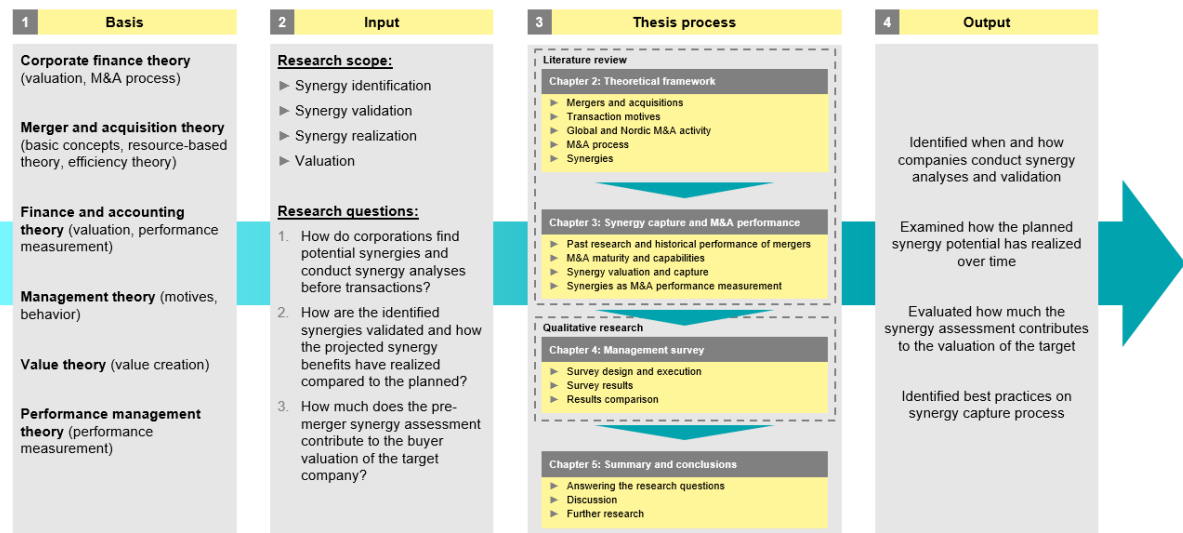 1 Basis
Corporate finance theory
(valuation, M&A process)
Merger and acquisition theory
(basic concepts, resource-based
theory, efficiency theory)
Finance and accounting
theory (valuation, performance
measurement)
Management theory (motives,
behavior)
Value theory (value creation)
Performance management
theory (performance
measurement)
2 Input
Research scope:
► Synergy identification
► Synergy validation
► Synergy realization
► Valuation
Research questions:
1. How do corporations find
potential synergies and
conduct synergy analyses
before transactions?
2. How are the identified
synergies validated and how
the projected synergy
benefits have realized
compared to the planned?
3. How much does the pre-
merger synergy assessment
contribute to the buyer
valuation of the target
company?
3 Thesis process
Literature review
Chapter 2: Theoretical framework
► Mergers and acquisitions
► Transaction motives
► Global and Nordic M&A activity
► M&A process
► Synergies
Chapter 3: Synergy capture and M&A performance
► Past research and historical performance of mergers
► M&A maturity and capabilities
► Synergy valuation and capture
► Synergies as M&A performance measurement
Qualitative research
Chapter 4: Management survey
► Survey design and execution
► Survey results
► Results comparison
Chapter 5: Summary and conclusions
► Answering the research questions
► Discussion
► Further research
4 Output
Identified when and how
companies conduct synergy
analyses and validation
Examined how the planned
synergy potential has realized
over time
Evaluated how much the
synergy assessment contributes
to the valuation of the target
Identified best practices on
synergy capture process